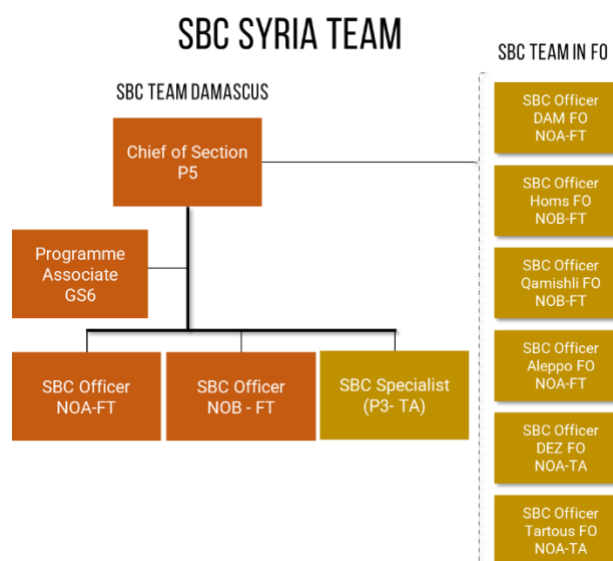 SBC SYRIA TEAM
SBC TEAM DAMASCUS
Chief of Section
P5
Programme
Associate
GS6
SBC Officer
NOA-FT
SBC Officer
NOB - FT
SBC Specialist
(P3- TA)
SBC TEAM IN FO
SBC Officer
DAM FO
NOA-FT
SBC Officer
Homs FO
NOB-FT
SBC Officer
Qamishli FO
NOB-FT
SBC Officer
Aleppo FO
NOA-FT
SBC Officer
DEZ FO
NOA-TA
SBC Officer
Tartous FO
NOA-TA